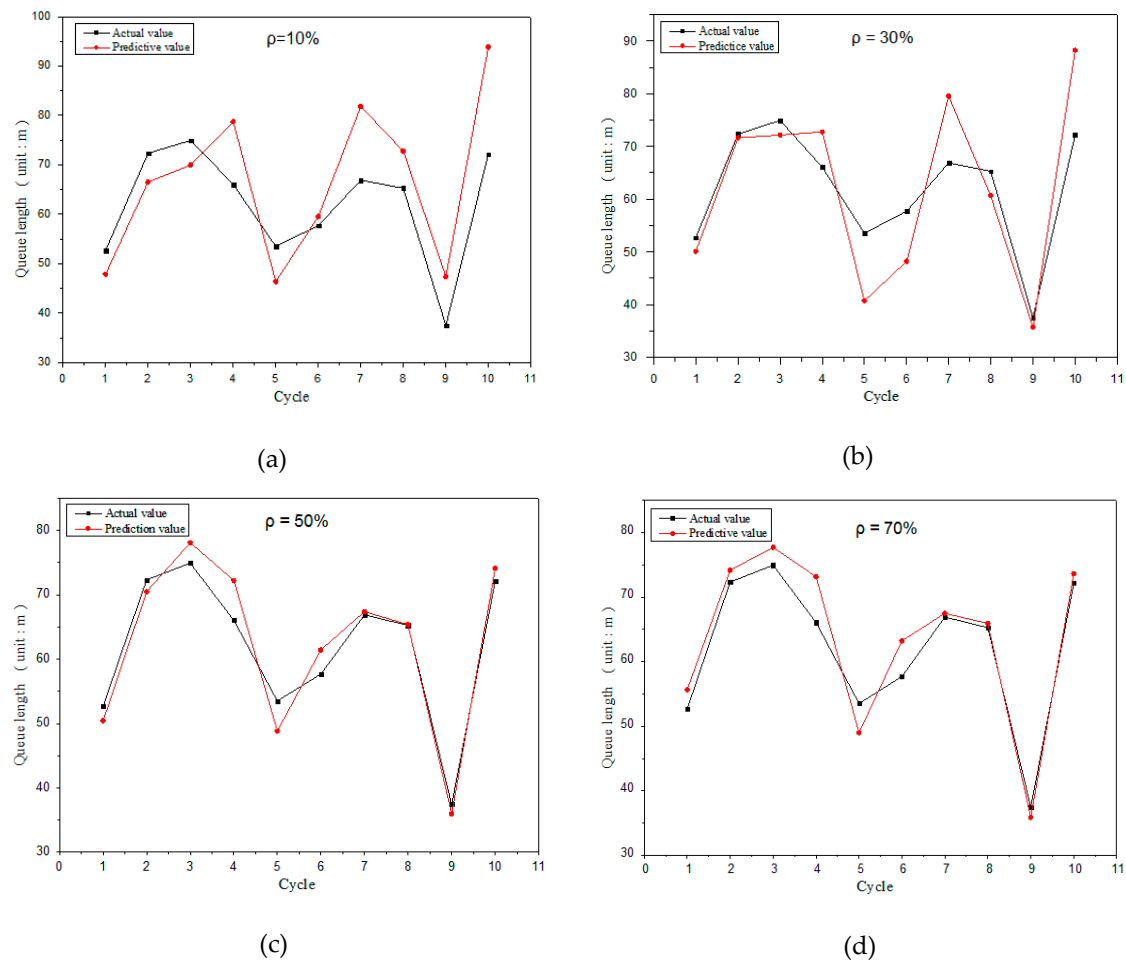 100
90
80
70
60
50
40
30
Queue length ( unit : m )
Actual value
Predictive value
ρ=10%
0 1 2 3 4 5 6 7 8 9 10 11
Cycle
(a)
90
80
70
60
50
40
30
Queue length ( unit : m )
Actual value
Predictice value
ρ = 30%
0 1 2 3 4 5 6 7 8 9 10 11
Cycle
(b)
80
70
60
50
40
30
Queue length ( unit : m )
Actual value
Prediction value
ρ = 50%
0 1 2 3 4 5 6 7 8 9 10 11
Cycle
(c)
80
70
60
50
40
30
Queue length ( unit : m )
Actual value
Predictive value
ρ = 70%
0 1 2 3 4 5 6 7 8 9 10 11
Cycle
(d)